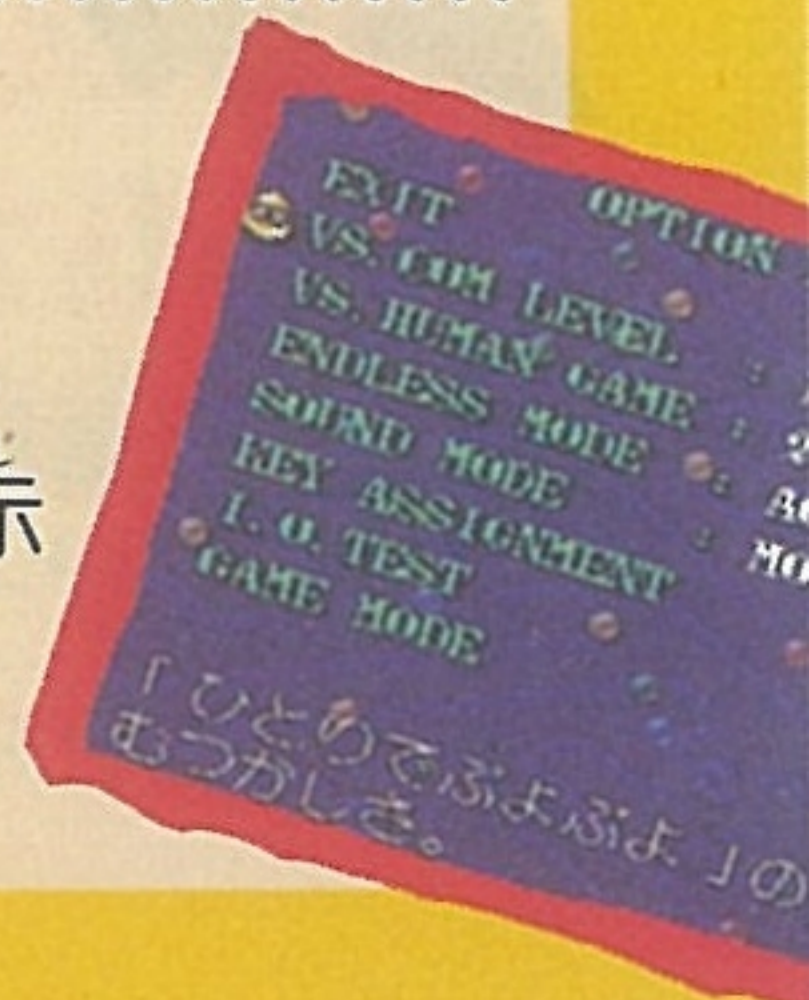 OPTION
EXIT
VS. COM LEVEL :
VS. HUMAN GAME :
ENDLESS MODE :
SOUND MODE :
KEY ASSIGNMENT
I. O. TEST
GAME MODE
「ひとりでぷよぷよ」の
むつかしさ。